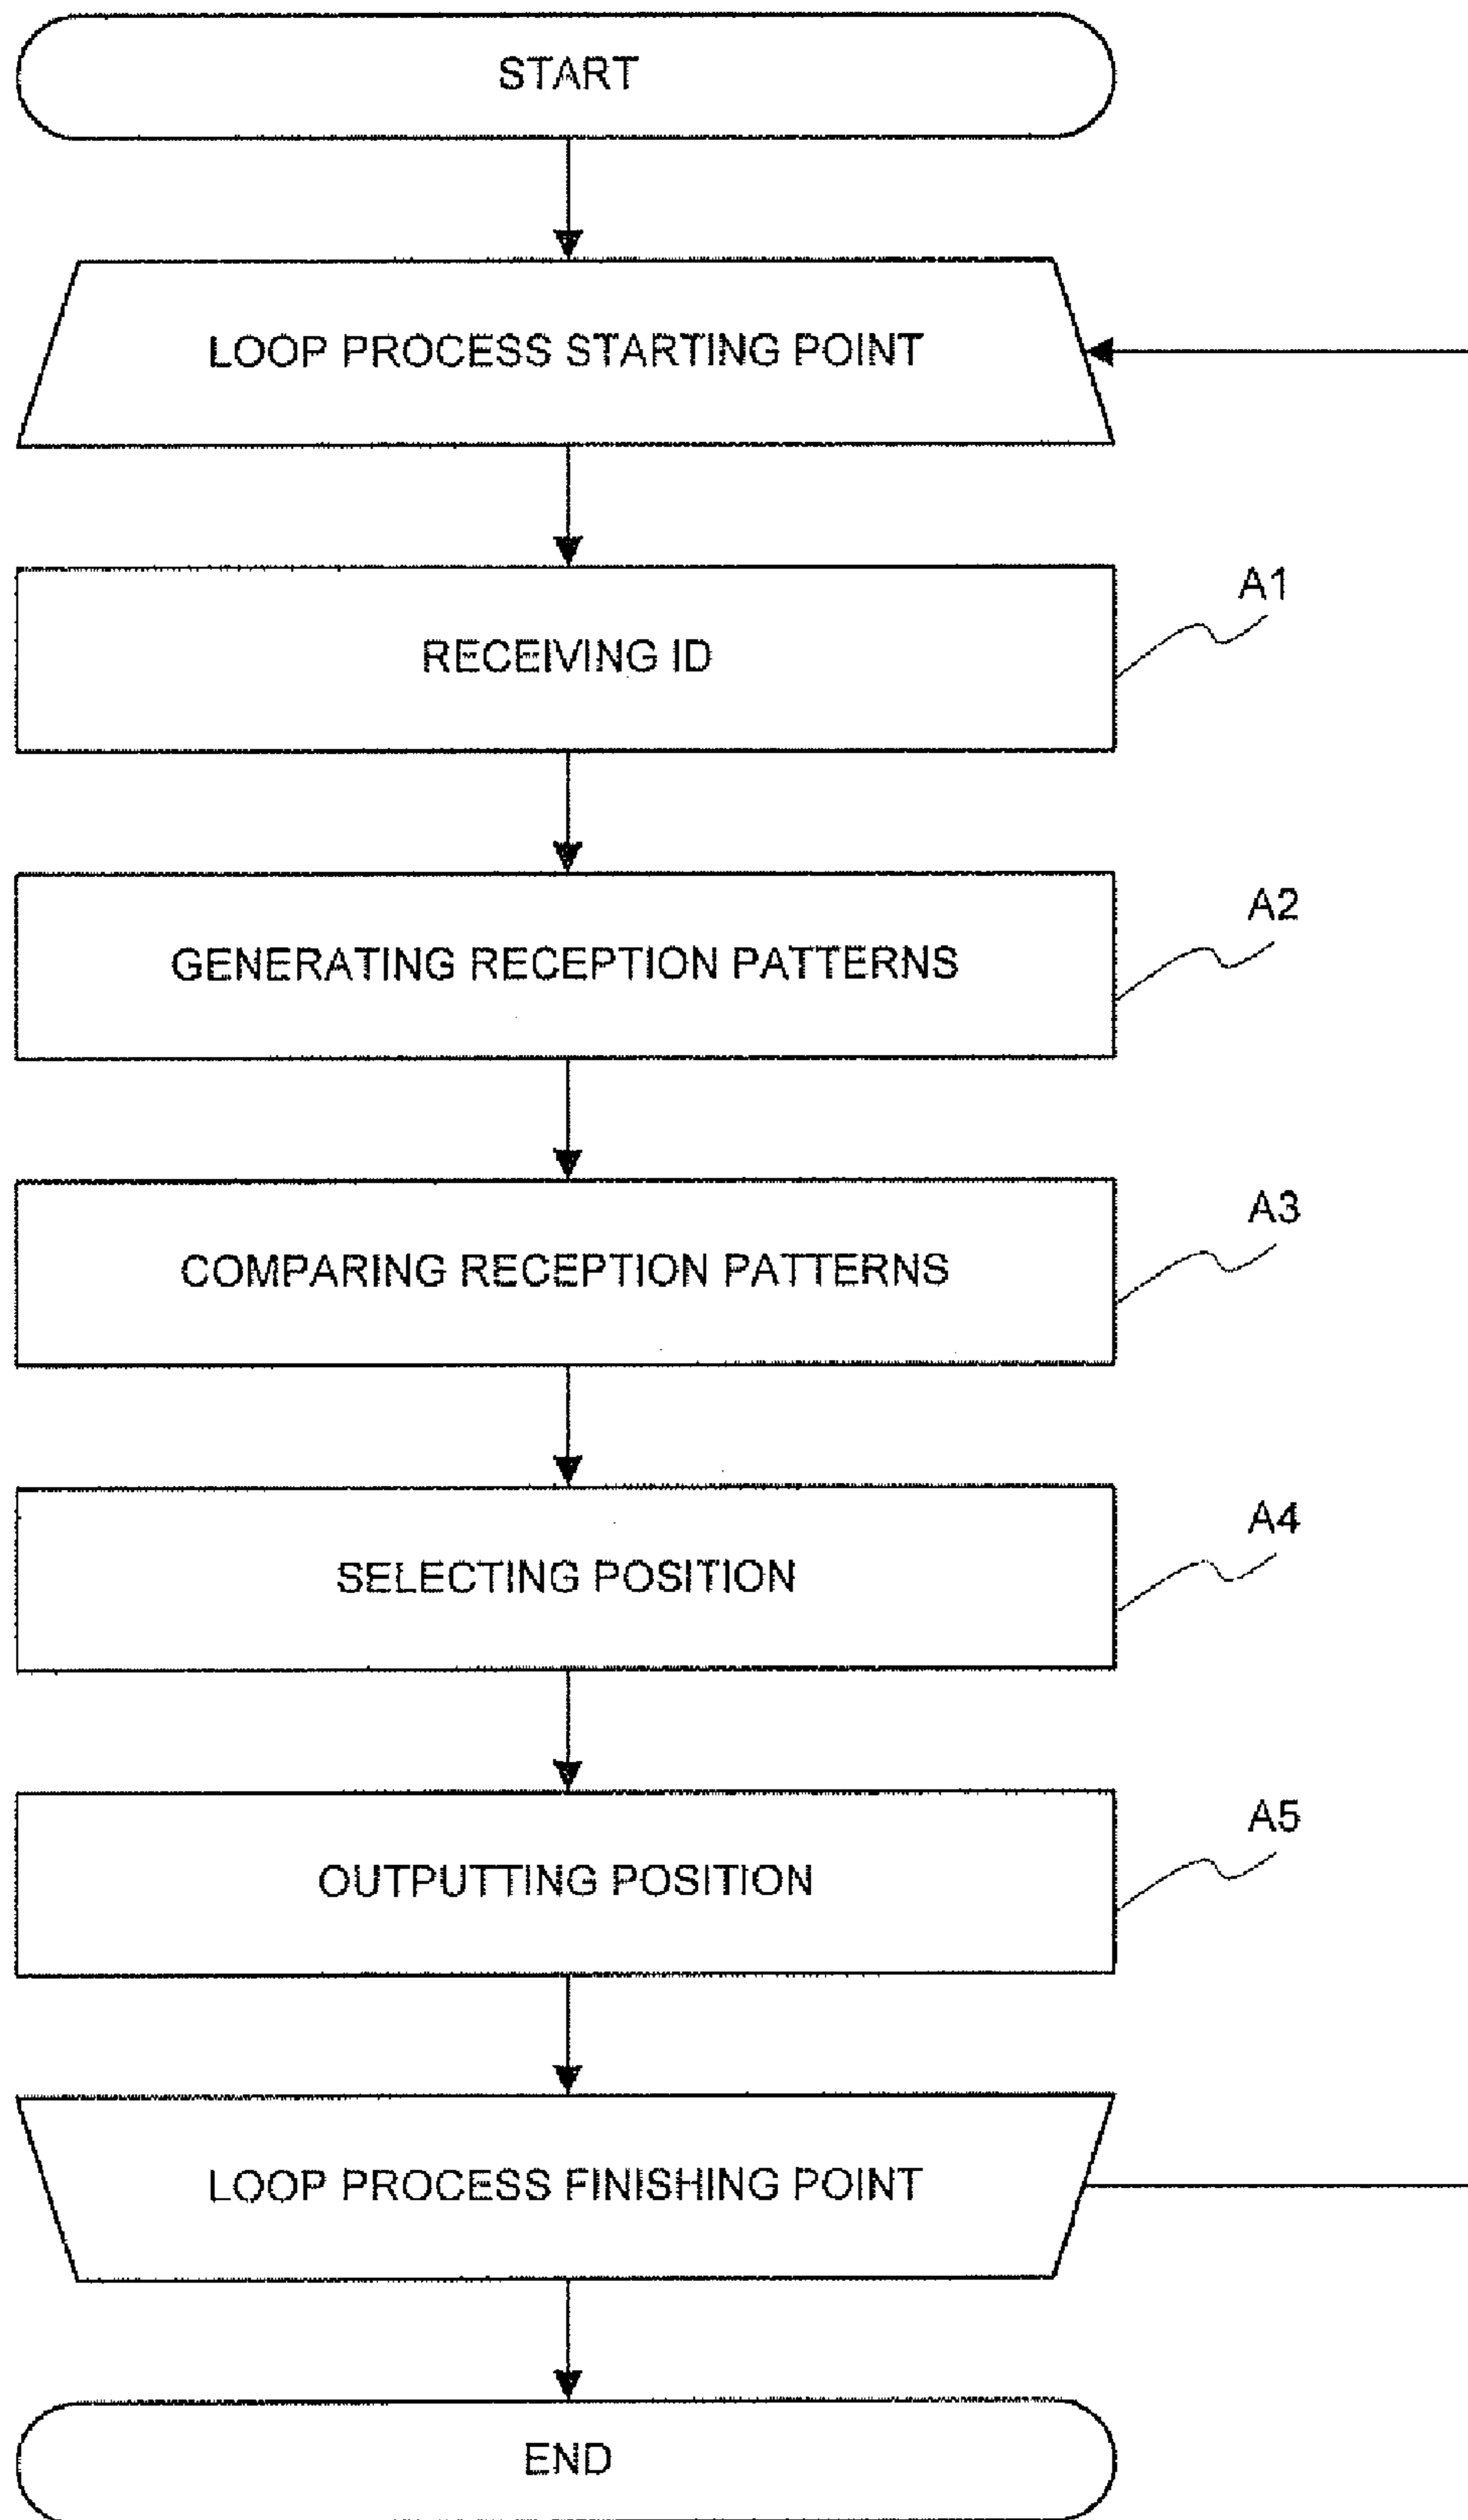 START
LOOP PROCESS STARTING POINT
A1
RECEIVING ID
A2
GENERATING RECEPTION PATTERNS
A3
COMPARING RECEPTION PATTERNS
A4
SELECTING POSITION
A5
OUTPUTTING POSITION
LOOP PROCESS FINISHING POINT
END